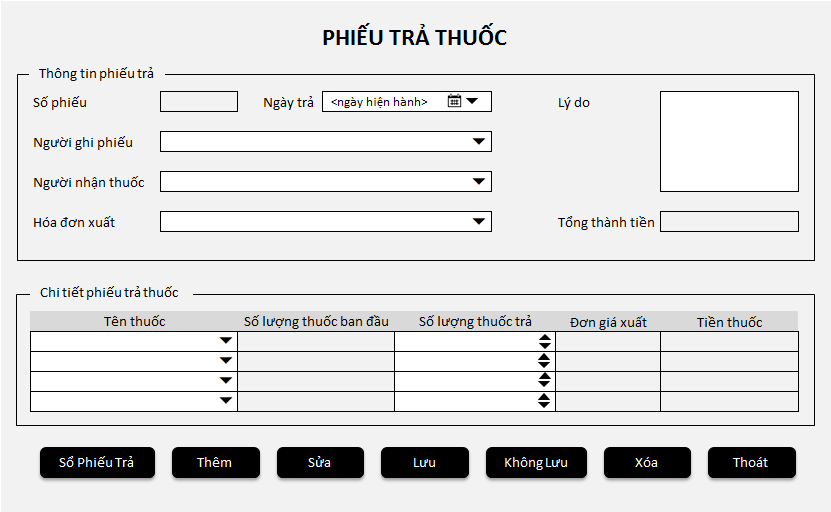 PHIẾU TRẢ THUỐC
Thông tin phiếu trả
Số phiếu
Ngày trả
<ngày hiện hành>
Lý do
Người ghi phiếu
Người nhận thuốc
Hóa đơn xuất
Tổng thành tiền
Chi tiết phiếu trả thuốc
Tên thuốc
Số lượng thuốc ban đầu
Số lượng thuốc trả
Đơn giá xuất
Tiền thuốc
Sổ Phiếu Trả
Thêm
Sửa
Lưu
Không Lưu
Xóa
Thoát